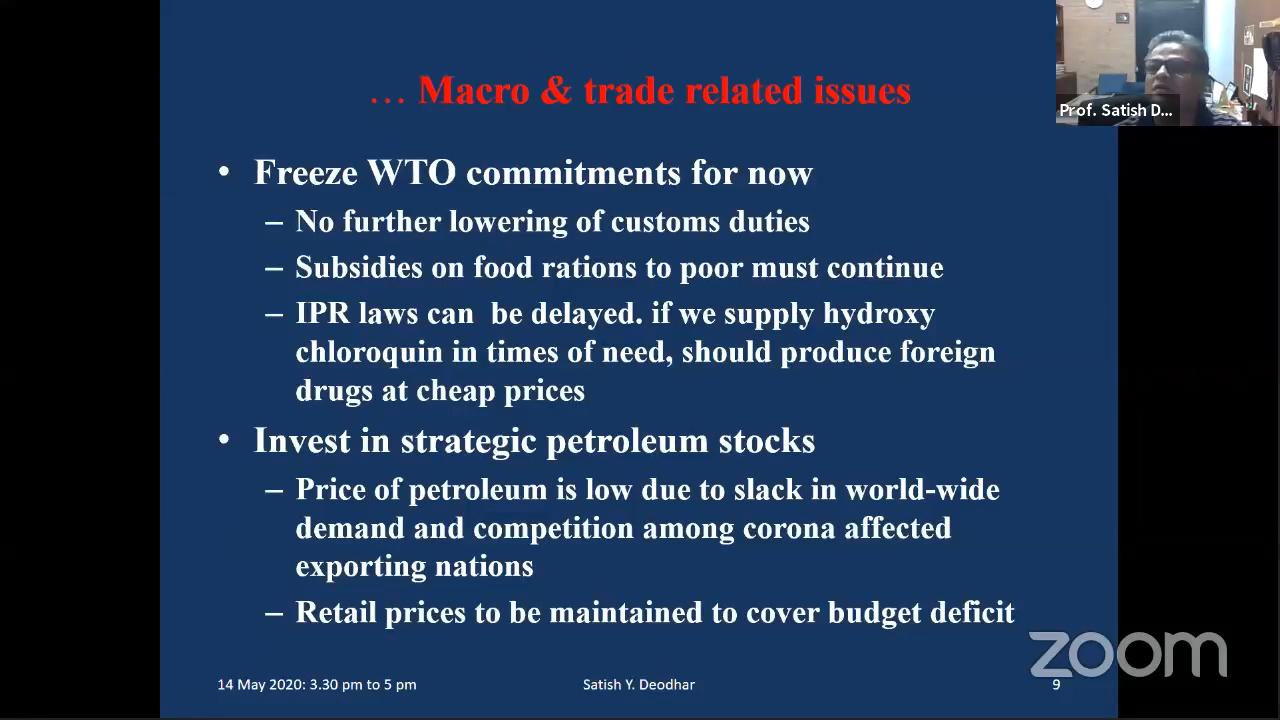 … Macro & trade related issues
Prof. Satish D...
• Freeze WTO commitments for now
– No further lowering of customs duties
– Subsidies on food rations to poor must continue
– IPR laws can be delayed. if we supply hydroxy
chloroquin in times of need, should produce foreign
drugs at cheap prices
• Invest in strategic petroleum stocks
– Price of petroleum is low due to slack in world-wide
demand and competition among corona affected
exporting nations
– Retail prices to be maintained to cover budget deficit
zoom
14 May 2020: 3.30 pm to 5 pm
Satish Y. Deodhar
9